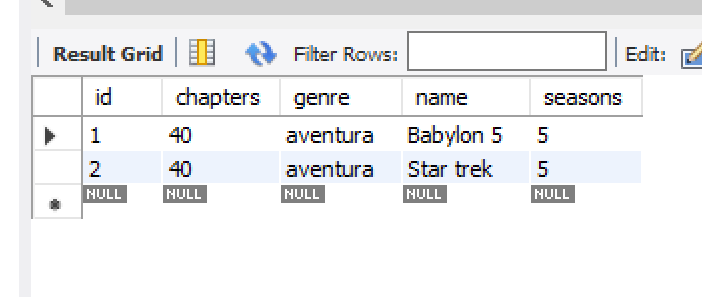 Result Grid Filter Rows: Edit:
id chapters genre name seasons
1 40 aventura Babylon 5 5
2 40 aventura Star trek 5
NULL NULL NULL NULL NULL